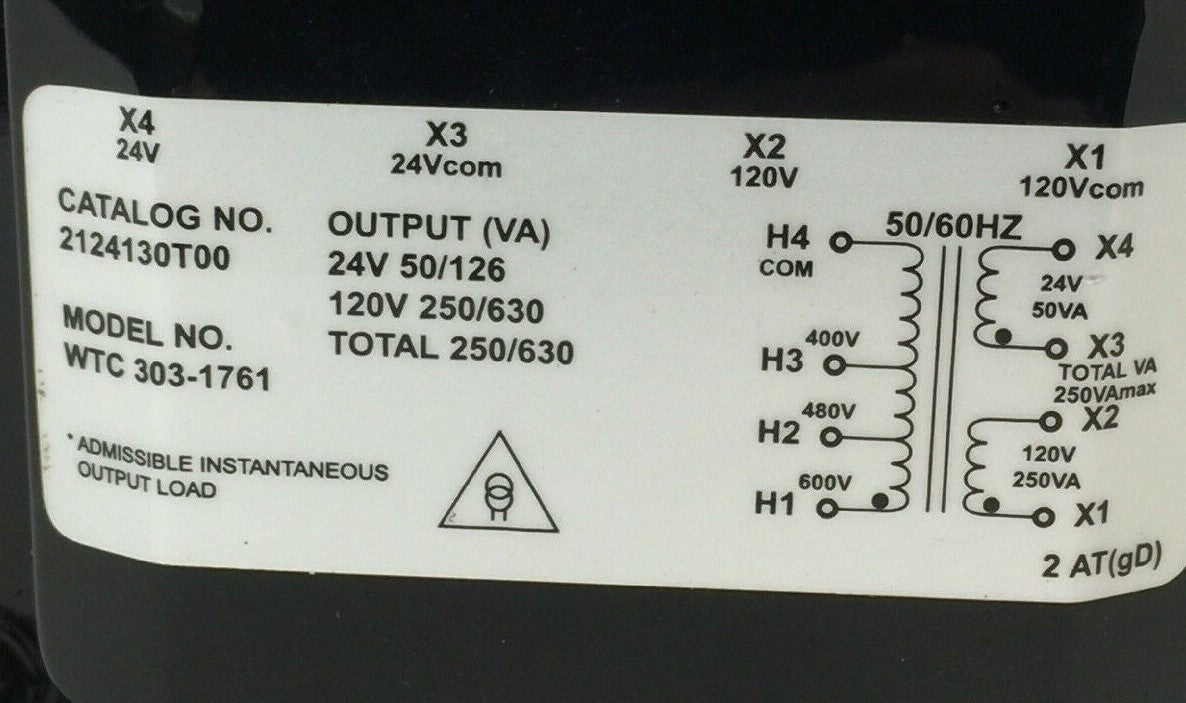 X4 X3 X2 X1
24V 24Vcom 120V 120Vcom
CATALOG NO.
2124130T00
MODEL NO.
WTC 303-1761
OUTPUT (VA)
24V 50/126
120V 250/630
TOTAL 250/630
*ADMISSIBLE INSTANTANEOUS
OUTPUT LOAD
50/60HZ
H4
COM
400V
H3
480V
H2
600V
H1
X4
24V
50VA
X3
TOTAL VA
250VAmax
X2
120V
250VA
X1
2 AT(gD)